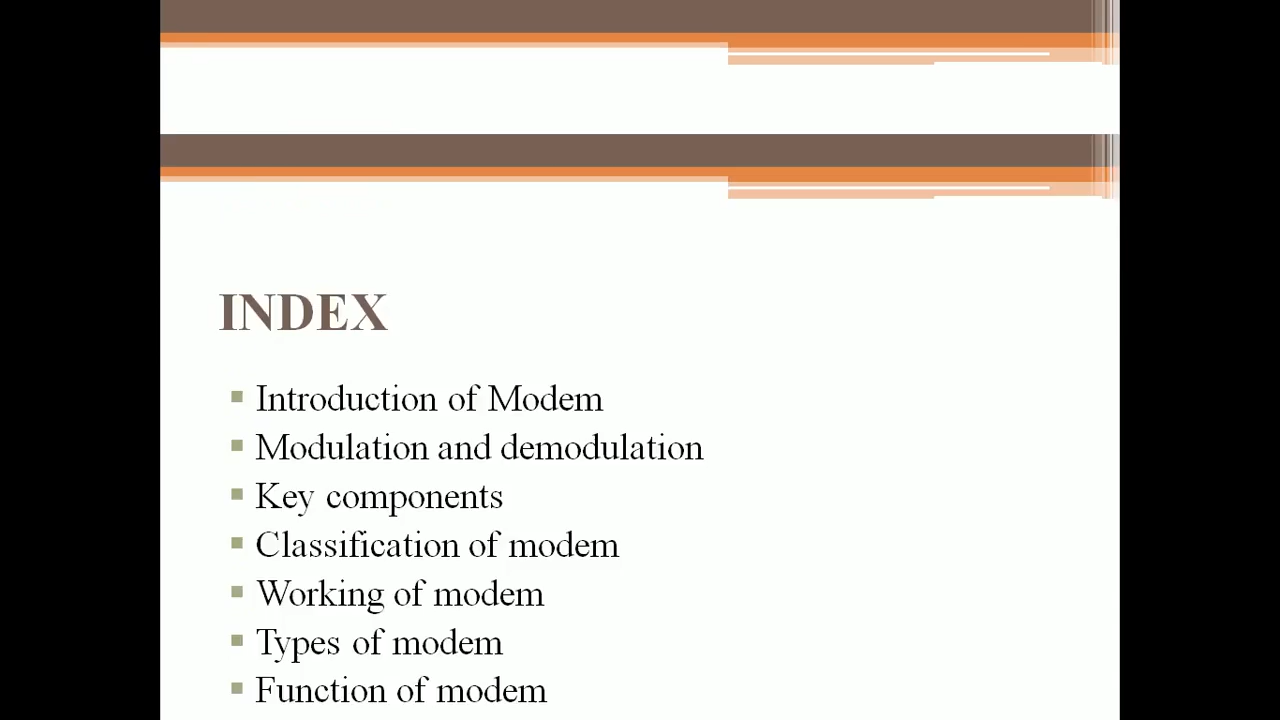 INDEX
Introduction of Modem
Modulation and demodulation
Key components
Classification of modem
Working of modem
Types of modem
Function of modem